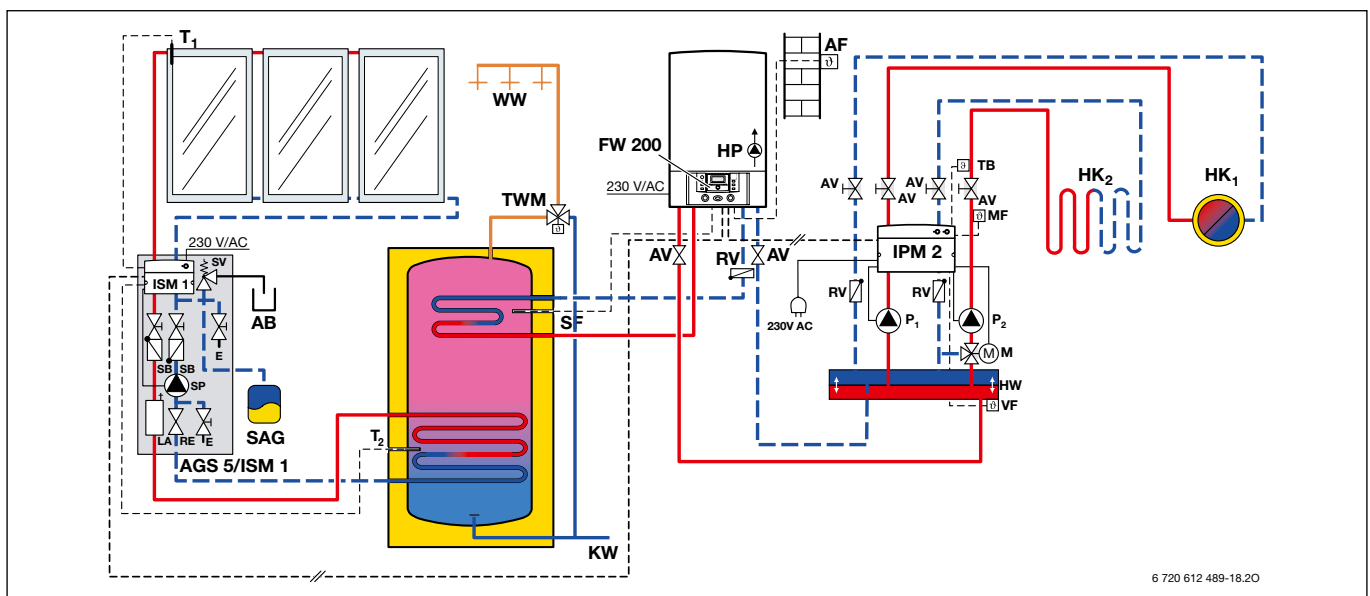 T1
AF
WW
HP
FW 200
230 V/AC
TB
HK2
HK1
AV
AV
AV
AV
MF
TWM
230 V/AC
SV
ISM 1
AV
RV
AV
IPM 2
AB
E
SF
RV
RV
230V AC
P1
P2
M
SB
SB
SP
HW
VF
SAG
LA
RE
E
T2
AGS 5/ISM 1
KW
6 720 612 489-18.2O